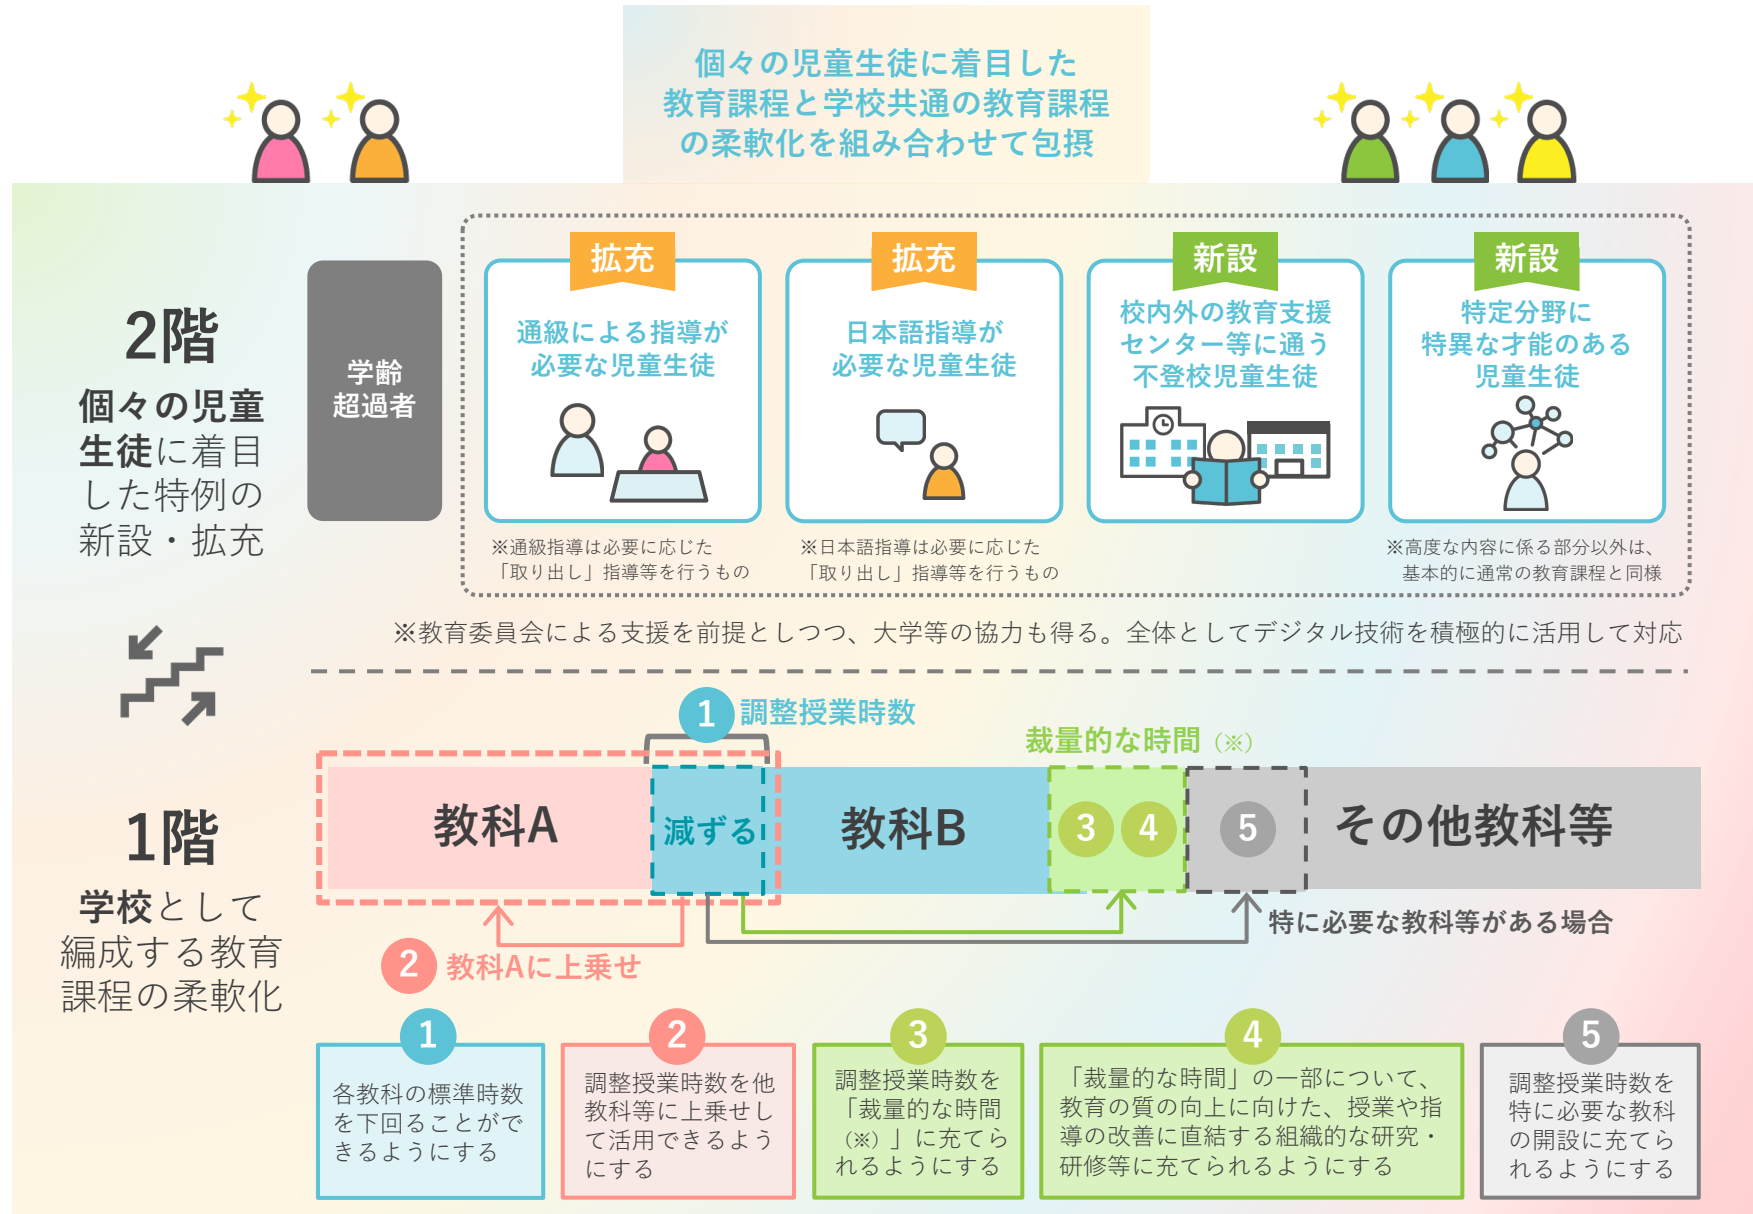 個々の児童生徒に着目した
教育課程と学校共通の教育課程
の柔軟化を組み合わせて包摂
2階
個々の児童
生徒に着目
した特例の
新設・拡充
学齢
超過者
拡充
通級による指導が
必要な児童生徒
※通級指導は必要に応じた
「取り出し」指導等を行うもの
拡充
日本語指導が
必要な児童生徒
※日本語指導は必要に応じた
「取り出し」指導等を行うもの
新設
校内外の教育支援
センター等に通う
不登校児童生徒
新設
特定分野に
特異な才能のある
児童生徒
※高度な内容に係る部分以外は、
基本的に通常の教育課程と同様
※教育委員会による支援を前提としつつ、大学等の協力も得る。全体としてデジタル技術を積極的に活用して対応
1階
学校として
編成する教育
課程の柔軟化
1 調整授業時数
裁量的な時間（※）
教科A
減ずる
教科B
3 4
5
その他教科等
特に必要な教科等がある場合
2 教科Aに上乗せ
1
各教科の標準時数
を下回ることがで
きるようにする
2
調整授業時数を他
教科等に上乗せし
て活用できるよう
にする
3
調整授業時数を
「裁量的な時間
（※）」に充てら
れるようにする
4
「裁量的な時間」の一部について、
教育の質の向上に向けた、授業や指
導の改善に直結する組織的な研究・
研修等に充てられるようにする
5
調整授業時数を
特に必要な教科
の開設に充てら
れるようにする